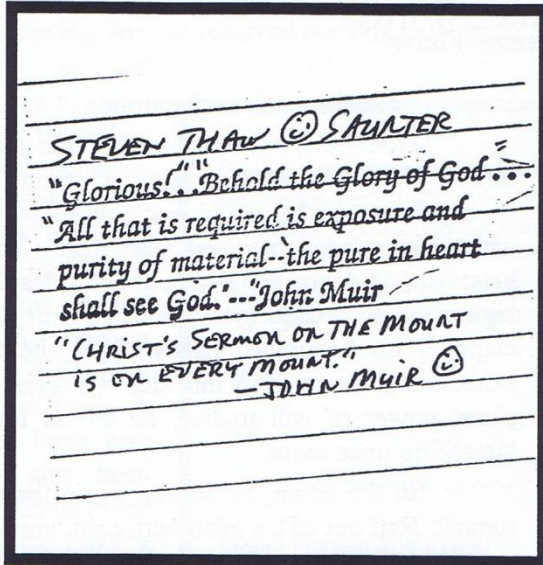 STEVEN THAW ☺ SAUNTER
"Glorious!"..."Behold the Glory of God...
"All that is required is exposure and
purity of material--the pure in heart
shall see God."---"John Muir
"CHRIST'S SERMON ON THE MOUNT
IS ON EVERY MOUNT."
— JOHN MUIR ☺